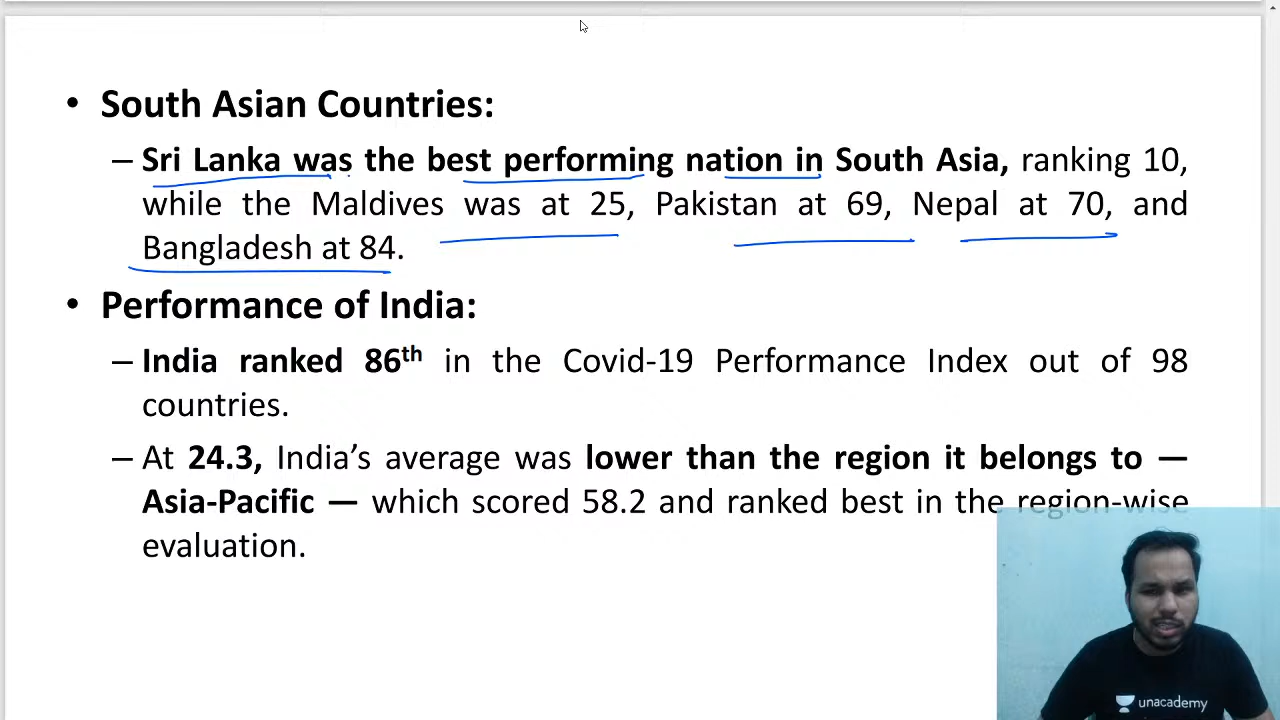 • South Asian Countries:
– Sri Lanka was the best performing nation in South Asia, ranking 10,
while the Maldives was at 25, Pakistan at 69, Nepal at 70, and
Bangladesh at 84.
• Performance of India:
– India ranked 86th in the Covid-19 Performance Index out of 98
countries.
– At 24.3, India’s average was lower than the region it belongs to —
Asia-Pacific — which scored 58.2 and ranked best in the region-wise
evaluation.
unacademy